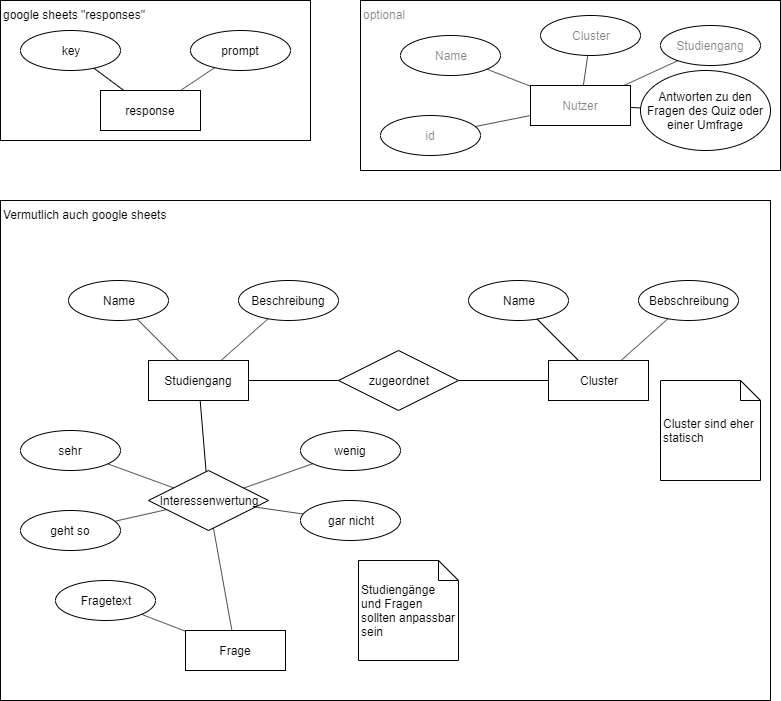 google sheets "responses"
key
prompt
response
optional
Name
Cluster
Studiengang
Nutzer
Antworten zu den
Fragen des Quiz oder
einer Umfrage
id
Vermutlich auch google sheets
Name
Beschreibung
Name
Bebschreibung
Studiengang
zugeordnet
Cluster
Cluster sind eher
statisch
sehr
wenig
Interessenwertung
geht so
gar nicht
Fragetext
Frage
Studiengänge
und Fragen
sollten anpassbar
sein